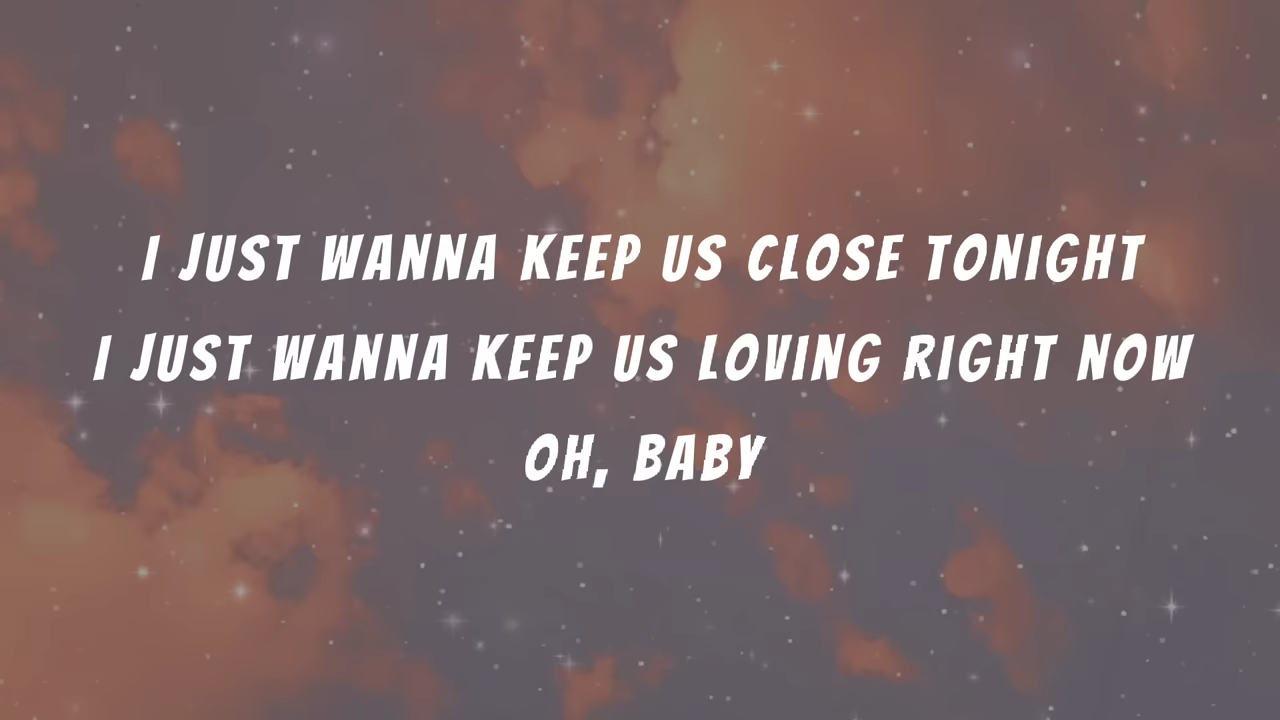 I JUST WANNA KEEP US CLOSE TONIGHT
I JUST WANNA KEEP US LOVING RIGHT NOW
OH, BABY